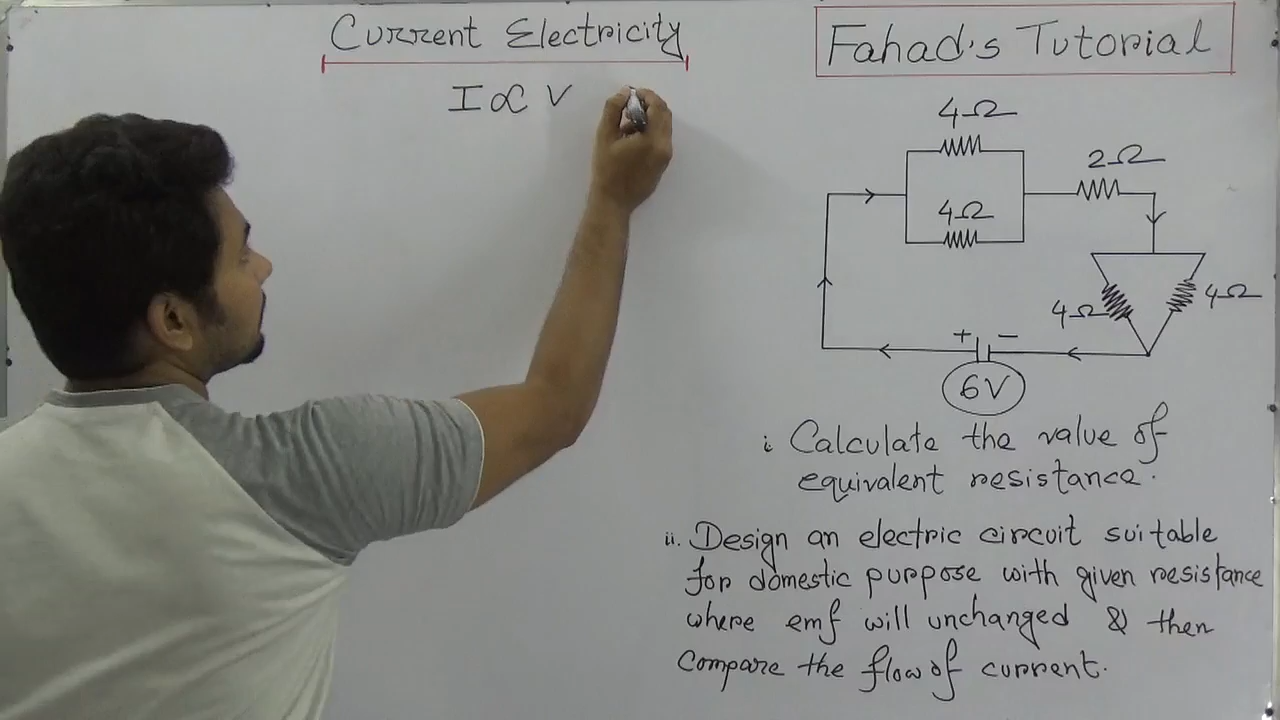 Current Electricity
Fahad's Tutorial
I ∝ V
4Ω
2Ω
4Ω
4Ω
4Ω
+ −
6V
i Calculate the value of
equivalent resistance.
ii. Design an electric circuit suitable
for domestic purpose with given resistance
where emf will unchanged & then
Compare the flow of current.